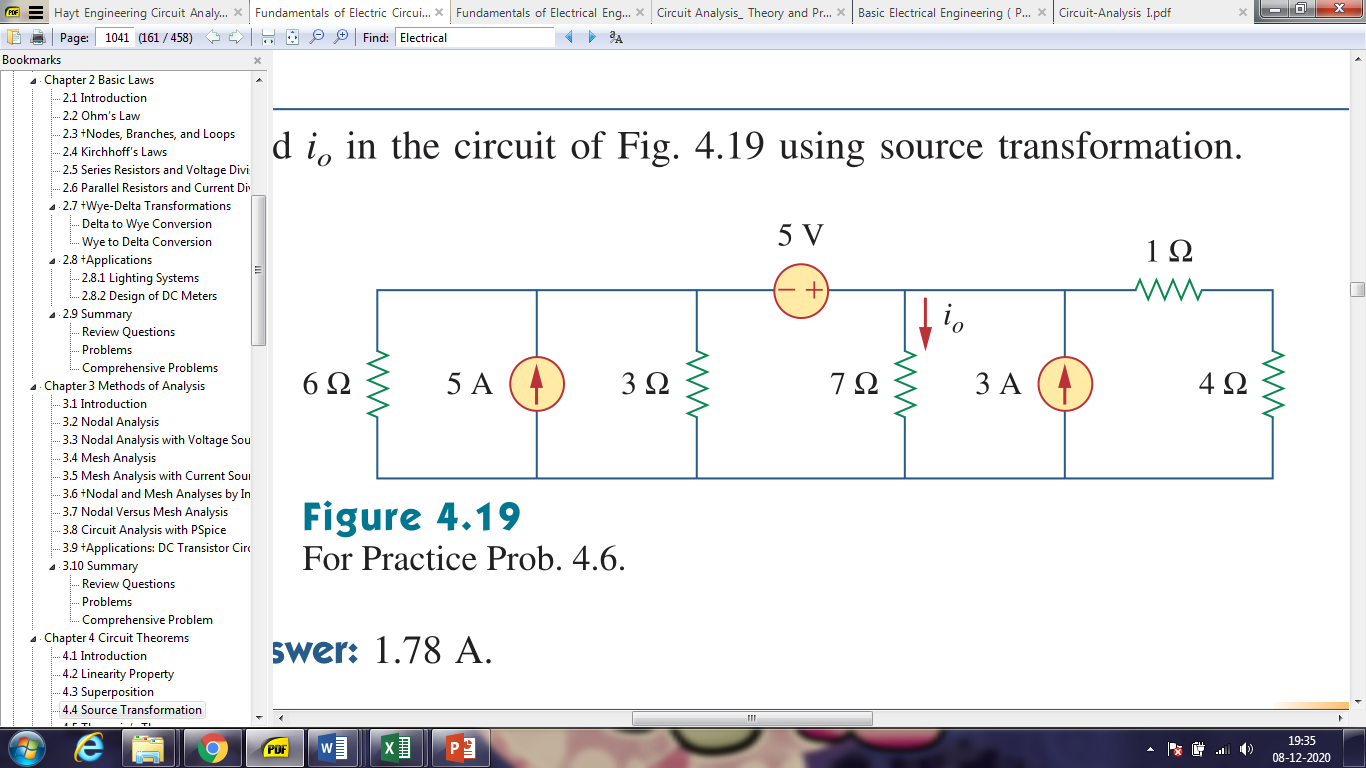 Hayt Engineering Circuit Analy... Fundamentals of Electric Circui... Fundamentals of Electrical Eng... Circuit Analysis_ Theory and Pr... Basic Electrical Engineering ( P... Circuit-Analysis I.pdf
Page: 1041 (161 / 458) Find: Electrical
Bookmarks
Chapter 2 Basic Laws
2.1 Introduction
2.2 Ohm's Law
2.3 †Nodes, Branches, and Loops
2.4 Kirchhoff's Laws
2.5 Series Resistors and Voltage Divi
2.6 Parallel Resistors and Current Di
2.7 †Wye-Delta Transformations
Delta to Wye Conversion
Wye to Delta Conversion
2.8 †Applications
2.8.1 Lighting Systems
2.8.2 Design of DC Meters
2.9 Summary
Review Questions
Problems
Comprehensive Problems
Chapter 3 Methods of Analysis
3.1 Introduction
3.2 Nodal Analysis
3.3 Nodal Analysis with Voltage Sou
3.4 Mesh Analysis
3.5 Mesh Analysis with Current Sour
3.6 †Nodal and Mesh Analyses by In
3.7 Nodal Versus Mesh Analysis
3.8 Circuit Analysis with PSpice
3.9 †Applications: DC Transistor Circ
3.10 Summary
Review Questions
Problems
Comprehensive Problem
Chapter 4 Circuit Theorems
4.1 Introduction
4.2 Linearity Property
4.3 Superposition
4.4 Source Transformation
d i_o in the circuit of Fig. 4.19 using source transformation.
5 V
1 Ω
i_o
6 Ω 5 A 3 Ω 7 Ω 3 A 4 Ω
− +
Figure 4.19
For Practice Prob. 4.6.
swer: 1.78 A.
PDF
19:35
08-12-2020